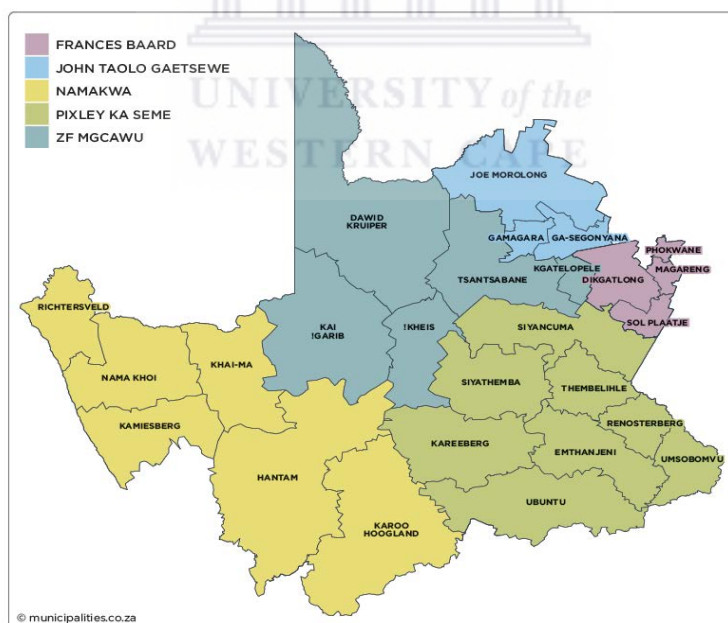 UNIVERSITY of the
WESTERN CAPE
FRANCES BAARD
JOHN TAOLO GAETSEWE
NAMAKWA
PIXLEY KA SEME
ZF MGCAWU
JOE MOROLONG
DAWID
KRUIPER
GAMAGARA
GA-SEGONYANA
PHOKWANE
KGATELOPELE
MAGARENG
TSANTSABANE
DIKGATLONG
RICHTERSVELD
SOL PLAATJE
KAI
!GARIB
!KHEIS
SIYANCUMA
KHAI-MA
NAMA KHOI
SIYATHEMBA
THEMBELIHLE
KAMIESBERG
RENOSTERBERG
KAREEBERG
EMTHANJENI
UMSOBOMVU
HANTAM
UBUNTU
KAROO
HOOGLAND
© municipalities.co.za